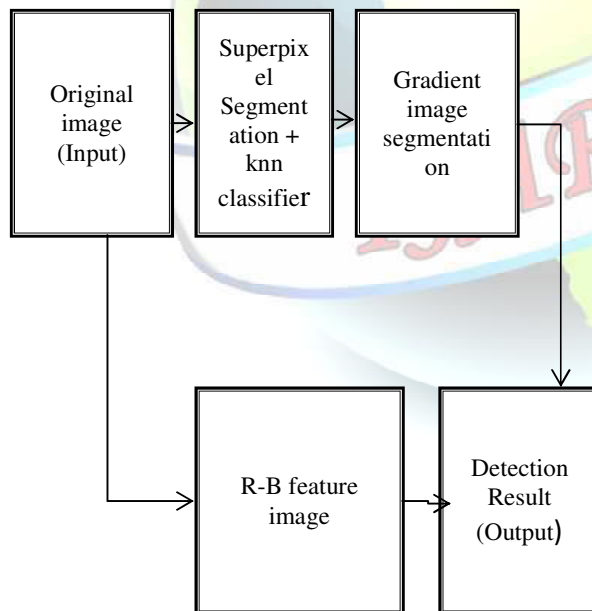 Original
image
(Input)
Superpix
el
Segment
ation +
knn
classifier
Gradient
image
segmentati
on
R-B feature
image
Detection
Result
(Output)